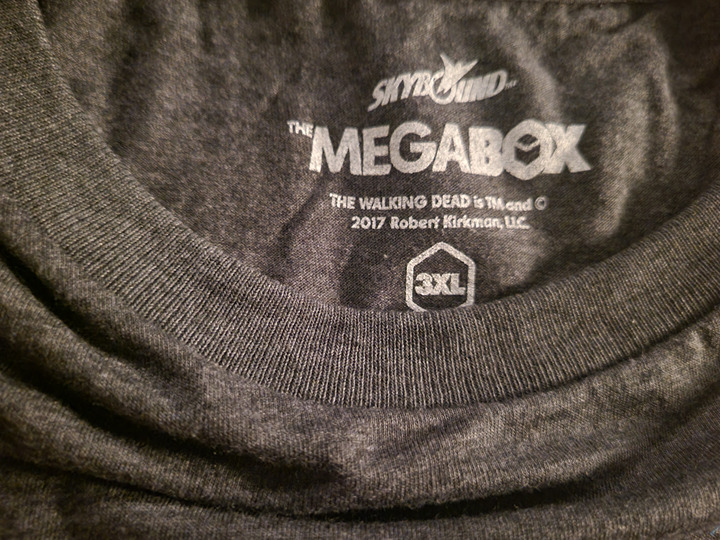 SKYBOUND
THE MEGABOX
THE WALKING DEAD is TM and ©
2017 Robert Kirkman, LLC.
3XL